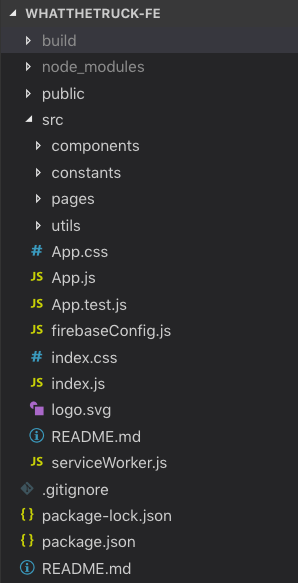 WHATTHETRUCK-FE
build
node_modules
public
src
components
constants
pages
utils
# App.css
JS App.js
JS App.test.js
firebaseConfig.js
# index.css
JS index.js
logo.svg
README.md
JS serviceWorker.js
.gitignore
{} package-lock.json
{} package.json
README.md